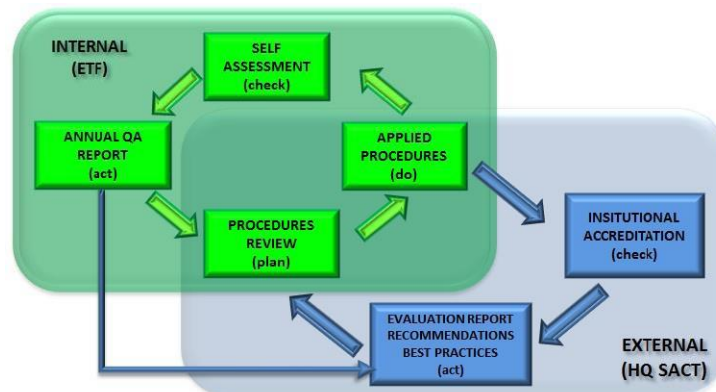 INTERNAL
(ETF)
SELF
ASSESSMENT
(check)
ANNUAL QA
REPORT
(act)
APPLIED
PROCEDURES
(do)
PROCEDURES
REVIEW
(plan)
INSITUTIONAL
ACCREDITATION
(check)
EVALUATION REPORT
RECOMMENDATIONS
BEST PRACTICES
(act)
EXTERNAL
(HQ SACT)